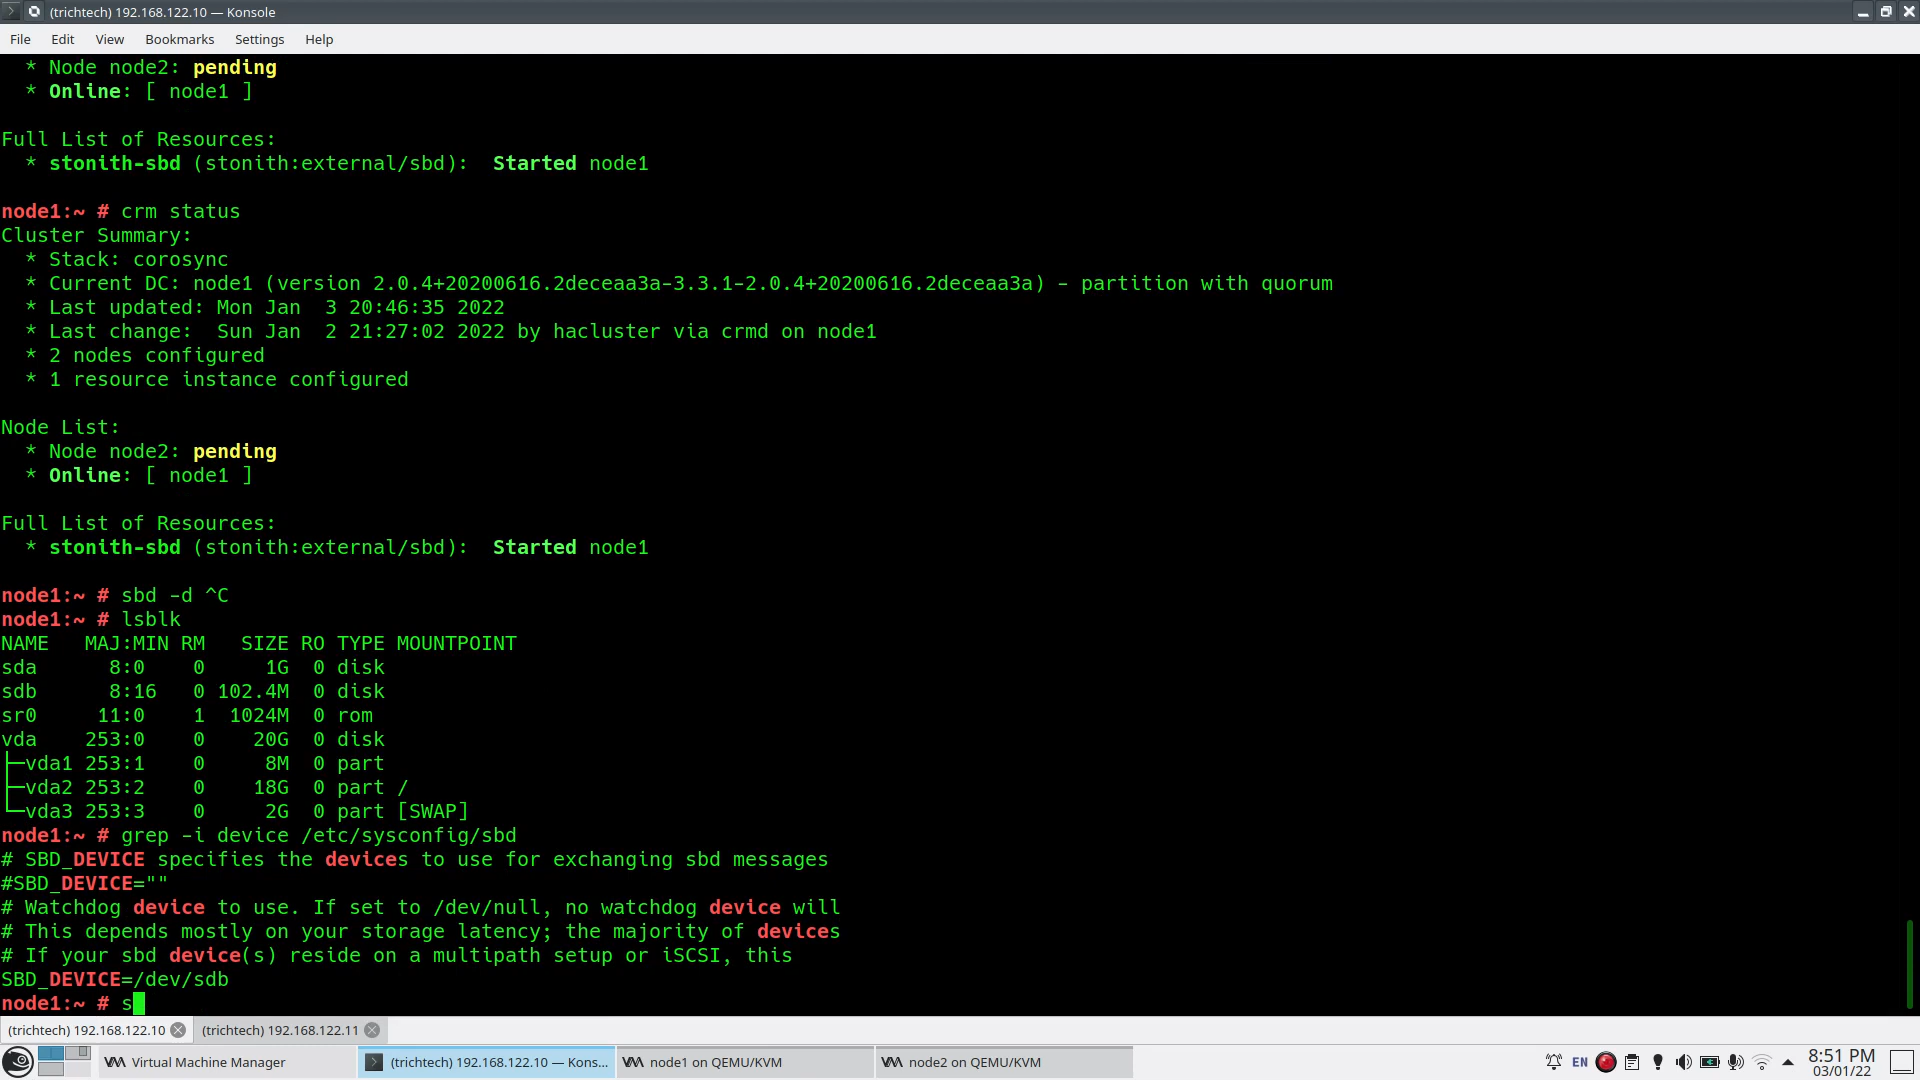 (trichtech) 192.168.122.10 — Konsole
File Edit View Bookmarks Settings Help
* Node node2: pending
* Online: [ node1 ]
Full List of Resources:
* stonith-sbd (stonith:external/sbd): Started node1
node1:~ # crm status
Cluster Summary:
* Stack: corosync
* Current DC: node1 (version 2.0.4+20200616.2deceaa3a-3.3.1-2.0.4+20200616.2deceaa3a) - partition with quorum
* Last updated: Mon Jan  3 20:46:35 2022
* Last change:  Sun Jan  2 21:27:02 2022 by hacluster via crmd on node1
* 2 nodes configured
* 1 resource instance configured
Node List:
* Node node2: pending
* Online: [ node1 ]
Full List of Resources:
* stonith-sbd (stonith:external/sbd): Started node1
node1:~ # sbd -d ^C
node1:~ # lsblk
NAME   MAJ:MIN RM   SIZE RO TYPE MOUNTPOINT
sda      8:0    0     1G  0 disk
sdb      8:16   0 102.4M  0 disk
sr0     11:0    1  1024M  0 rom
vda    253:0    0    20G  0 disk
├─vda1 253:1    0     8M  0 part
├─vda2 253:2    0    18G  0 part /
└─vda3 253:3    0     2G  0 part [SWAP]
node1:~ # grep -i device /etc/sysconfig/sbd
# SBD_DEVICE specifies the devices to use for exchanging sbd messages
#SBD_DEVICE=""
# Watchdog device to use. If set to /dev/null, no watchdog device will
# This depends mostly on your storage latency; the majority of devices
# If your sbd device(s) reside on a multipath setup or iSCSI, this
SBD_DEVICE=/dev/sdb
node1:~ # s
(trichtech) 192.168.122.10 (trichtech) 192.168.122.11
Virtual Machine Manager (trichtech) 192.168.122.10 — Kons... node1 on QEMU/KVM node2 on QEMU/KVM EN 8:51 PM
03/01/22